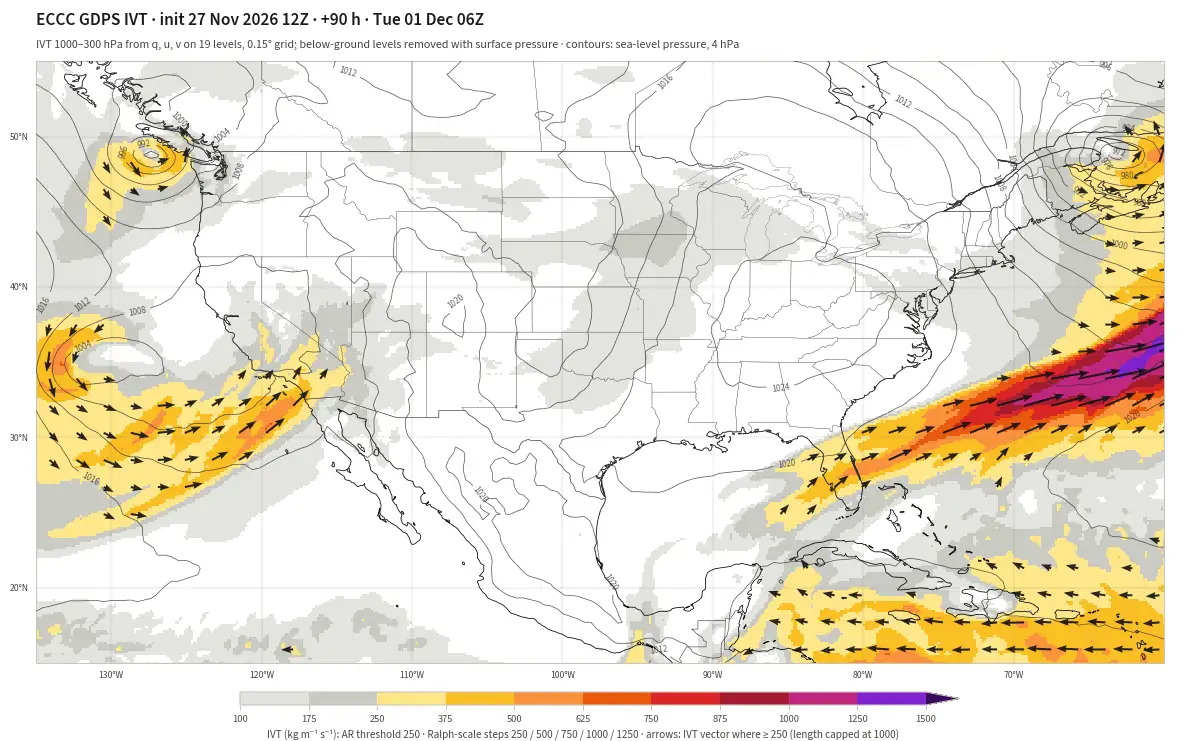 ECCC GDPS IVT · init 27 Nov 2026 12Z · +90 h · Tue 01 Dec 06Z
IVT 1000–300 hPa from q, u, v on 19 levels, 0.15° grid; below-ground levels removed with surface pressure · contours: sea-level pressure, 4 hPa
1012
1016
1012
996
50°N
1000
1004
992
996
1008
1008
980
1000
40°N
1016
1012
1008
1004
1020
1024
1028
30°N
1016
1020
1020
20°N
1020
1012
130°W
120°W
110°W
100°W
90°W
80°W
70°W
100
175
250
375
500
625
750
875
1000
1250
1500
IVT (kg m⁻¹ s⁻¹): AR threshold 250 · Ralph-scale steps 250 / 500 / 750 / 1000 / 1250 · arrows: IVT vector where ≥ 250 (length capped at 1000)